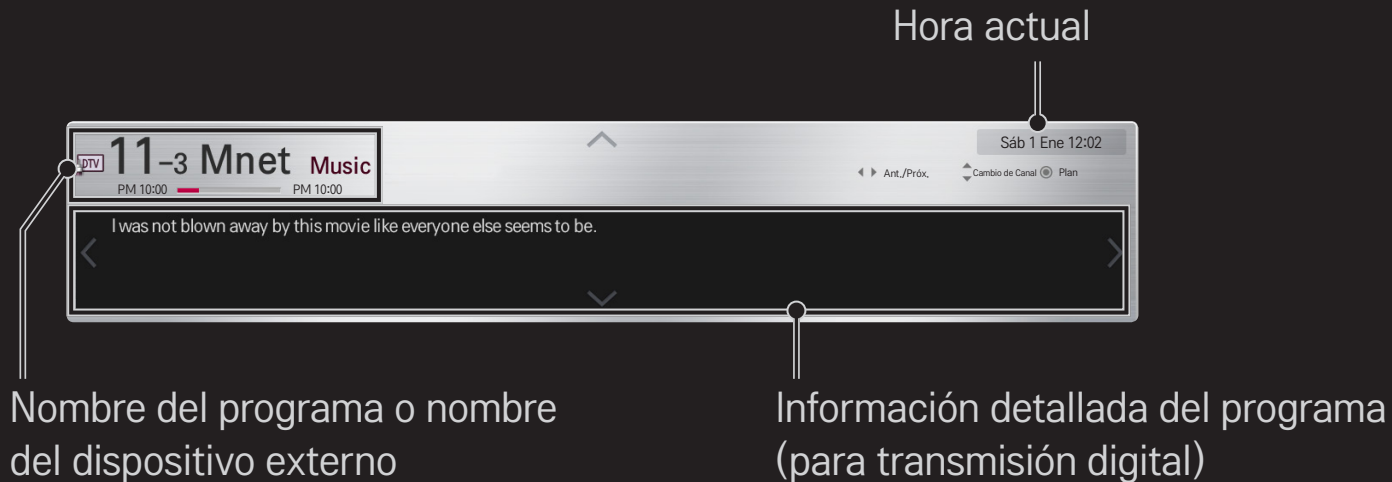 Hora actual
DTV 11-3 Mnet Music
PM 10:00 PM 10:00
Sáb 1 Ene 12:02
Ant./Próx. Cambio de Canal Plan
I was not blown away by this movie like everyone else seems to be.
Nombre del programa o nombre
del dispositivo externo
Información detallada del programa
(para transmisión digital)